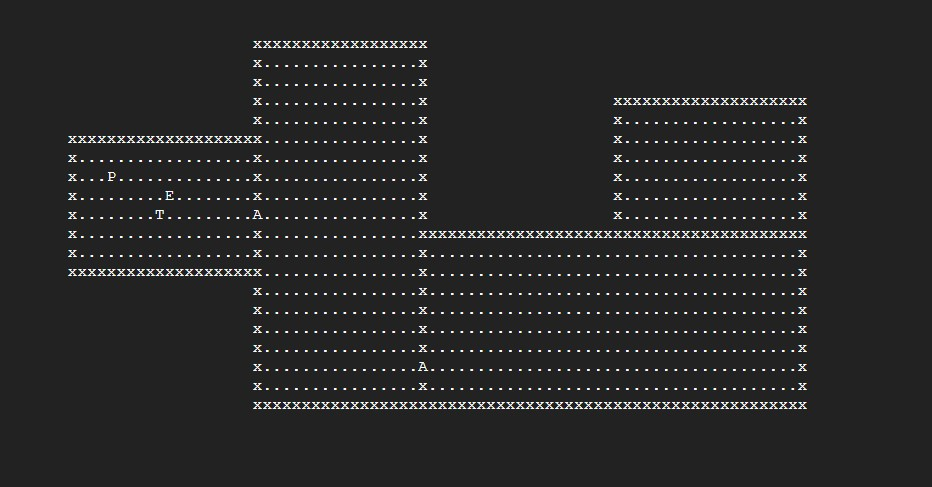 xxxxxxxxxxxxxxxxxx
                   x................x
                   x................x
                   x................x                   xxxxxxxxxxxxxxxxxxxx
                   x................x                   x..................x
xxxxxxxxxxxxxxxxxxxx................x                   x..................x
x..................x................x                   x..................x
x...P..............x................x                   x..................x
x.........E........x................x                   x..................x
x........T.........A................x                   x..................x
x..................x................xxxxxxxxxxxxxxxxxxxxxxxxxxxxxxxxxxxxxxxx
x..................x................x......................................x
xxxxxxxxxxxxxxxxxxxx................x......................................x
                   x................x......................................x
                   x................x......................................x
                   x................x......................................x
                   x................x......................................x
                   x................A......................................x
                   x................x......................................x
                   xxxxxxxxxxxxxxxxxxxxxxxxxxxxxxxxxxxxxxxxxxxxxxxxxxxxxxxxx